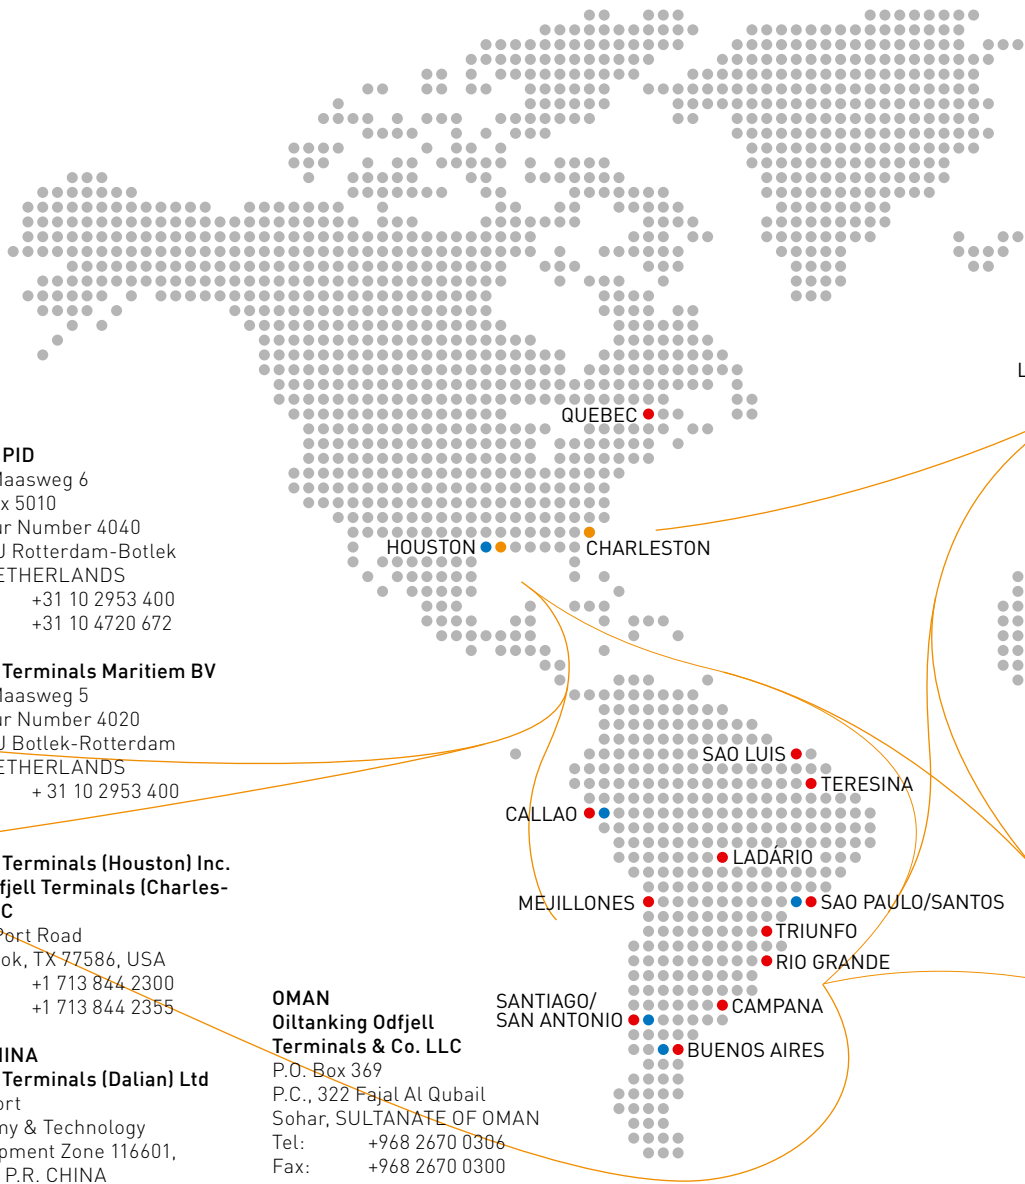 L
QUEBEC
PID
Maasweg 6
x 5010
ur Number 4040
J Rotterdam-Botlek
ETHERLANDS
+31 10 2953 400
+31 10 4720 672
HOUSTON
CHARLESTON
Terminals Maritiem BV
Maasweg 5
ur Number 4020
J Botlek-Rotterdam
ETHERLANDS
+ 31 10 2953 400
SAO LUIS
TERESINA
CALLAO
LADÁRIO
MEJILLONES
SAO PAULO/SANTOS
TRIUNFO
RIO GRANDE
SANTIAGO/
SAN ANTONIO
CAMPANA
BUENOS AIRES
Terminals (Houston) Inc.
fjell Terminals (Charles-
C
Port Road
ok, TX 77586, USA
+1 713 844 2300
+1 713 844 2355
HINA
Terminals (Dalian) Ltd
ort
my & Technology
pment Zone 116601,
P.R. CHINA
OMAN
Oiltanking Odfjell
Terminals & Co. LLC
P.O. Box 369
P.C., 322 Fajal Al Qubail
Sohar, SULTANATE OF OMAN
Tel: +968 2670 0306
Fax: +968 2670 0300